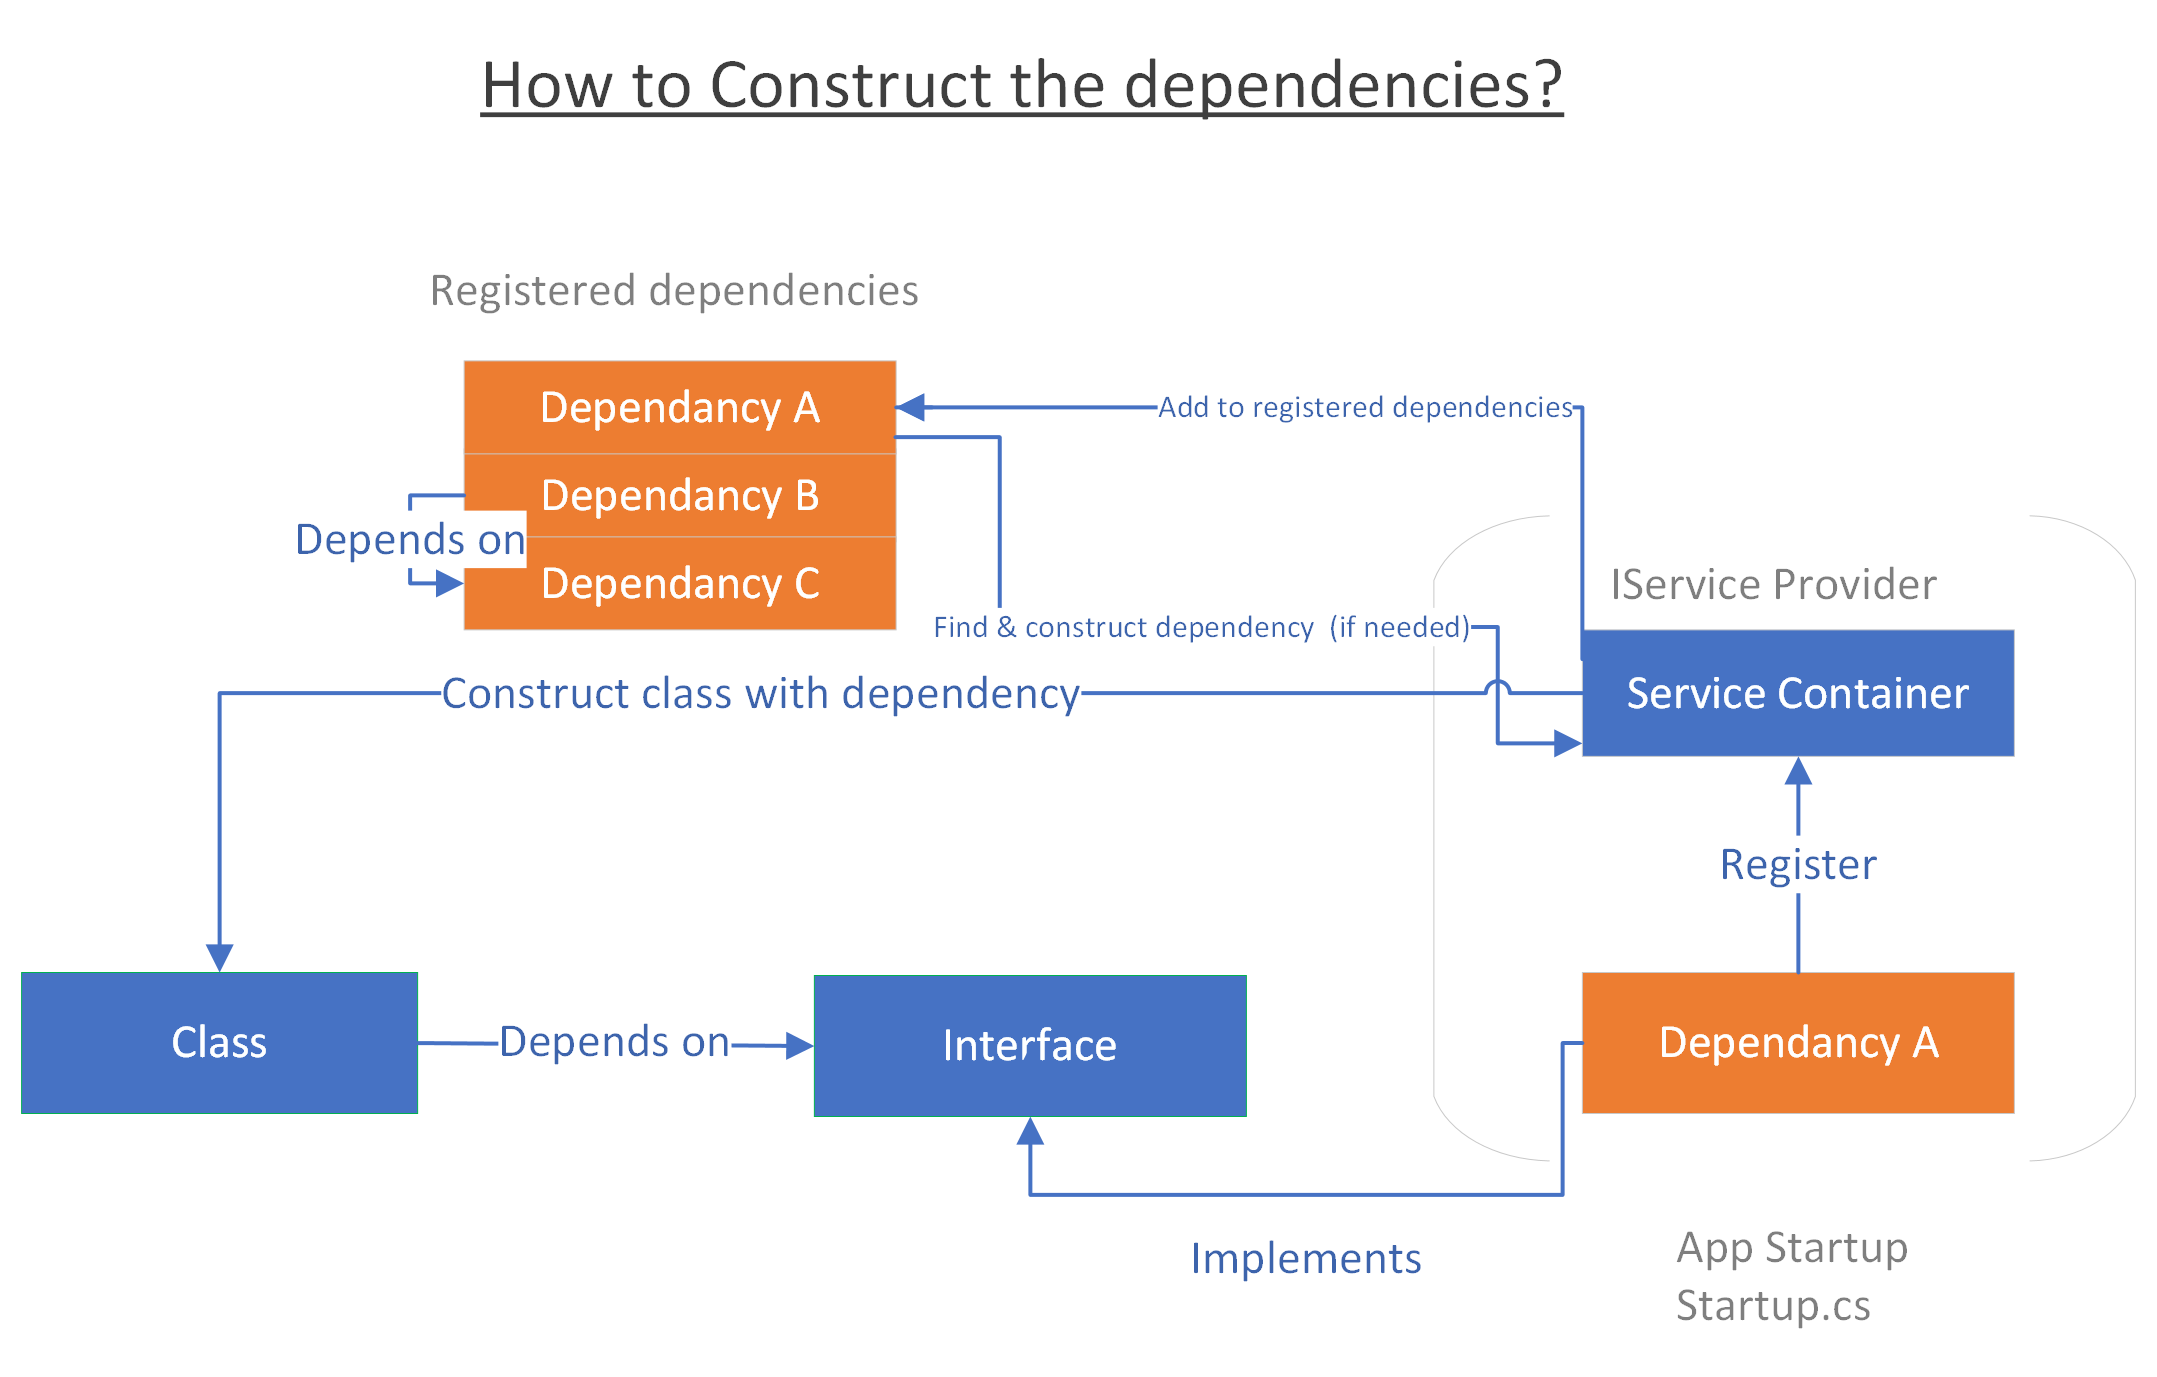 How to Construct the dependencies?
Registered dependencies
Dependancy A
Add to registered dependencies
Dependancy B
Depends on
Dependancy C
IService Provider
Find & construct dependency (if needed)
Construct class with dependency
Service Container
Register
Class
Depends on
Interface
Dependancy A
Implements
App Startup
Startup.cs